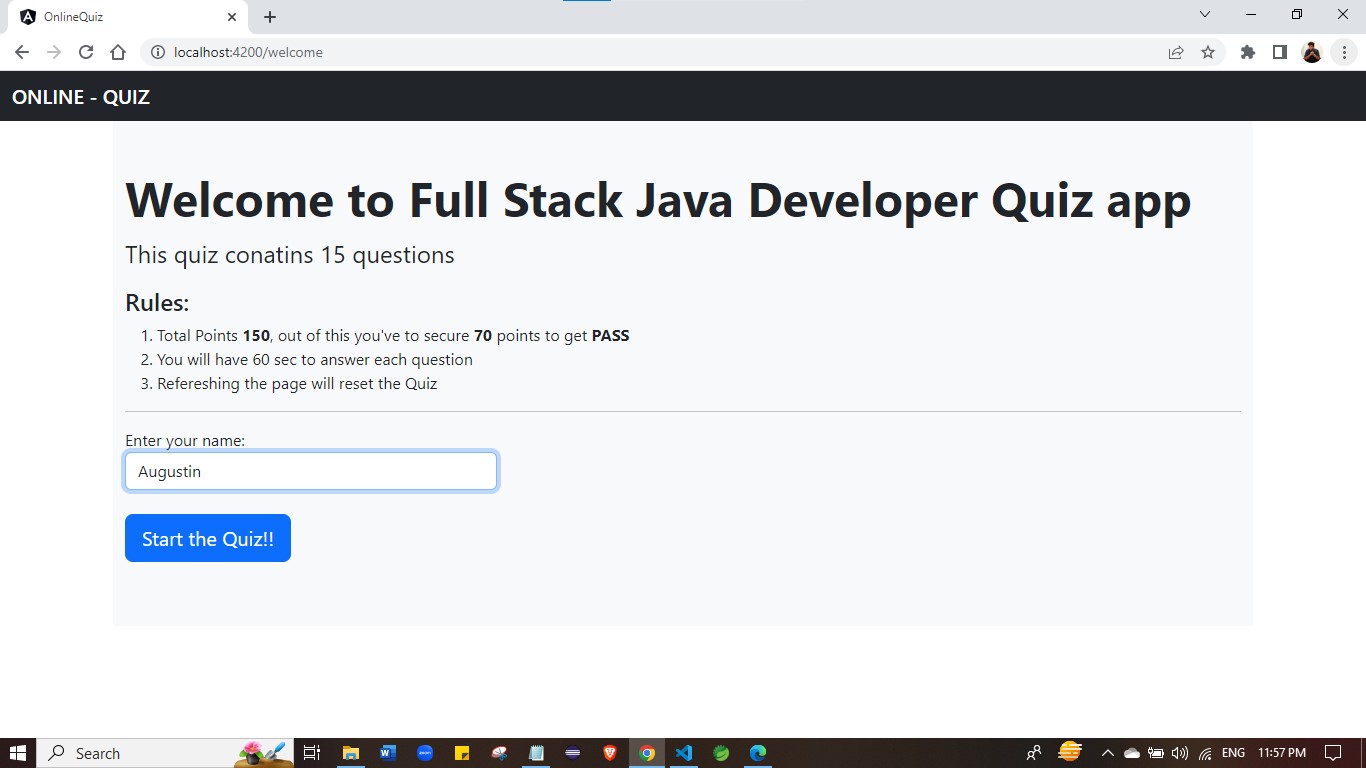 OnlineQuiz
localhost:4200/welcome
ONLINE - QUIZ
Welcome to Full Stack Java Developer Quiz app
This quiz conatins 15 questions
Rules:
1. Total Points 150, out of this you've to secure 70 points to get PASS
2. You will have 60 sec to answer each question
3. Refereshing the page will reset the Quiz
Enter your name:
Augustin
Start the Quiz!!
Search
ENG
11:57 PM